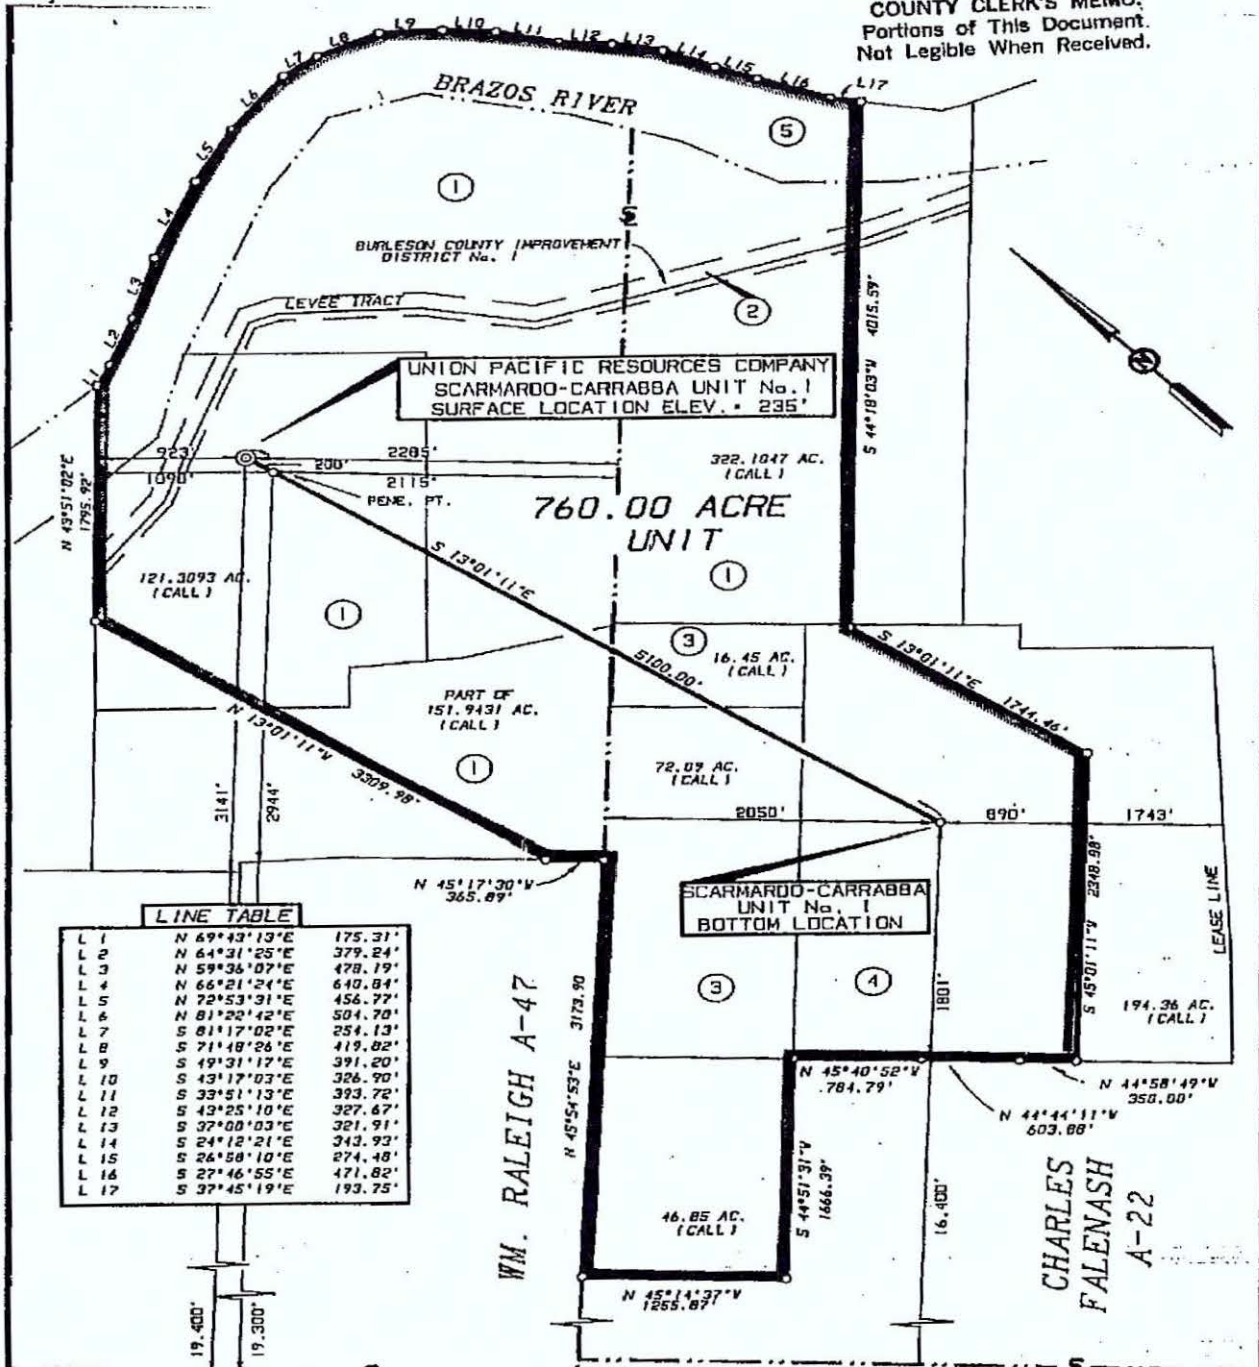 COUNTY CLERK'S MEMO:
Portions of This Document
Not Legible When Received.
L9
L10
L11
L12
L13
L14
L15
L16
L17
L8
L7
L6
L5
L4
L3
L2
L1
BRAZOS RIVER
5
1
BURLESON COUNTY IMPROVEMENT
DISTRICT No. 1
LEVEE TRACT
2
S 44°18'03"W 4015.59'
N
UNION PACIFIC RESOURCES COMPANY
SCARMARDO-CARRABBA UNIT No. 1
SURFACE LOCATION ELEV. = 235'
923'
2285'
200'
1090'
2115'
PENE. PT.
N 43°51'02"E
1795.92'
322.1047 AC.
(CALL)
760.00 ACRE
UNIT
S 13°01'11"E
5100.00'
121.3093 AC.
(CALL)
1
1
3
16.45 AC.
(CALL)
S 13°01'11"E 1744.46'
PART OF
151.9431 AC.
(CALL)
N 13°01'11"W 3309.98'
1
72.09 AC.
(CALL)
3141'
2944'
2050'
890'
1743'
N 45°17'30"W
365.89'
SCARMARDO-CARRABBA
UNIT No. 1
BOTTOM LOCATION
S 45°01'11"W 2348.98'
LEASE LINE
LINE TABLE
L 1 N 69°43'13"E 175.31'
L 2 N 64°31'25"E 379.24'
L 3 N 59°36'07"E 478.19'
L 4 N 66°21'24"E 640.84'
L 5 N 72°53'31"E 456.77'
L 6 N 81°22'42"E 504.70'
L 7 S 81°17'02"E 254.13'
L 8 S 71°48'26"E 419.82'
L 9 S 49°31'17"E 391.20'
L 10 S 43°17'03"E 326.90'
L 11 S 33°51'13"E 393.72'
L 12 S 43°25'10"E 327.67'
L 13 S 37°00'03"E 321.91'
L 14 S 24°12'21"E 343.93'
L 15 S 26°58'10"E 274.48'
L 16 S 27°46'55"E 471.82'
L 17 S 37°45'19"E 193.75'
3
4
1801'
194.36 AC.
(CALL)
WM. RALEIGH A-47
N 45°54'53"E 3173.90
N 45°40'52"W
784.79'
N 44°58'49"W
350.00'
N 44°44'11"W
603.88'
S 44°51'31"W
1666.39'
46.85 AC.
(CALL)
16,400'
CHARLES
FALENASH
A-22
N 45°14'37"W
1255.87'
19,400'
19,300'